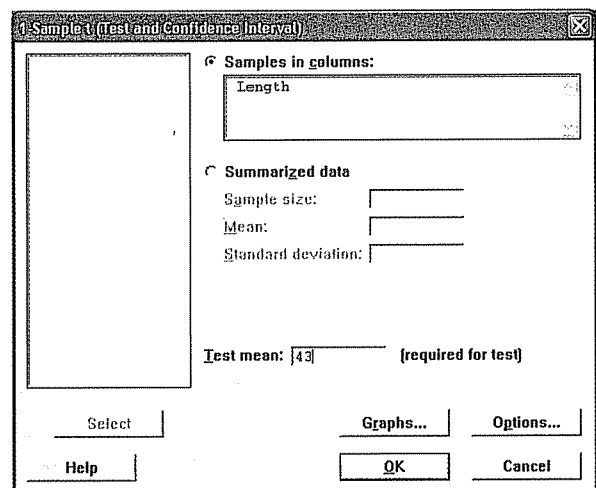 1-Sample t (Test and Confidence Interval)
Samples in columns:
Length
Summarized data
Sample size:
Mean:
Standard deviation:
Test mean: 43 (required for test)
Select
Graphs...
Options...
Help
OK
Cancel